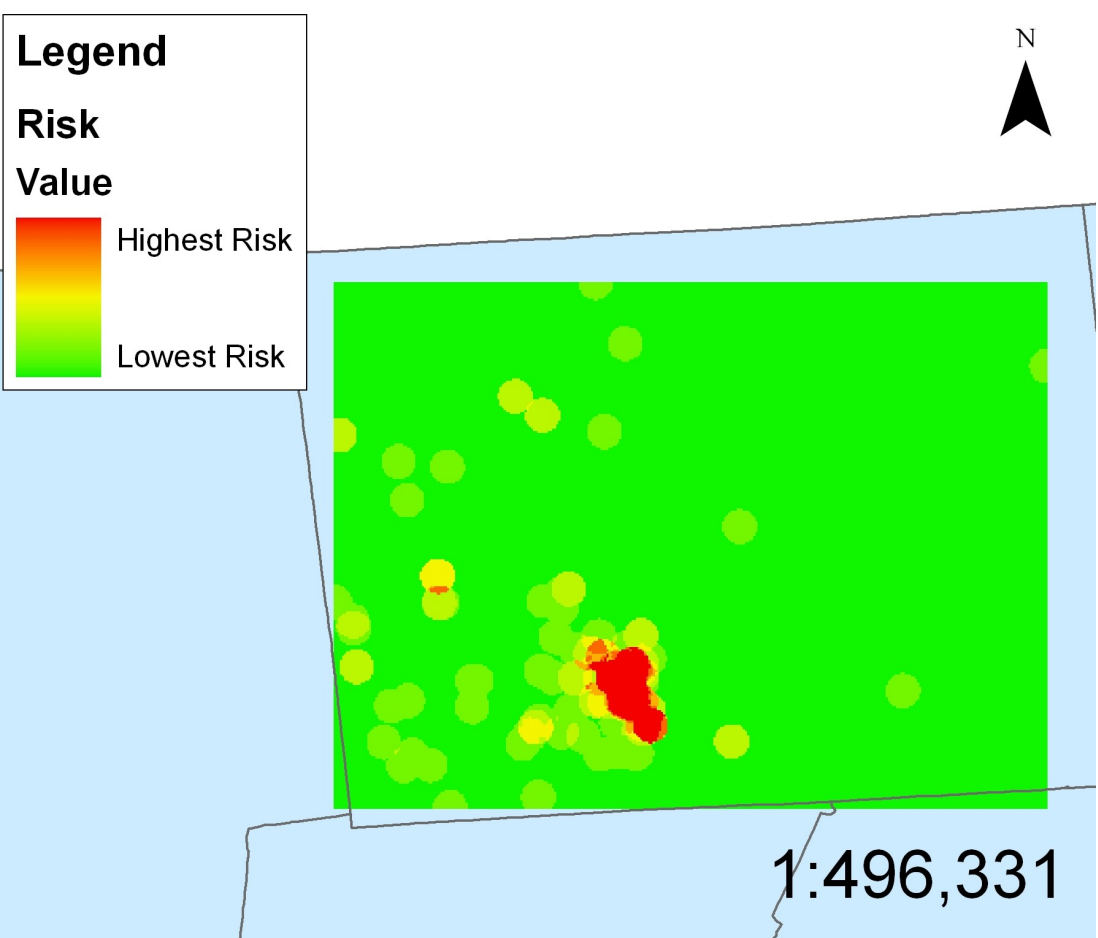 Legend
Risk
Value
Highest Risk
Lowest Risk
N
1:496,331